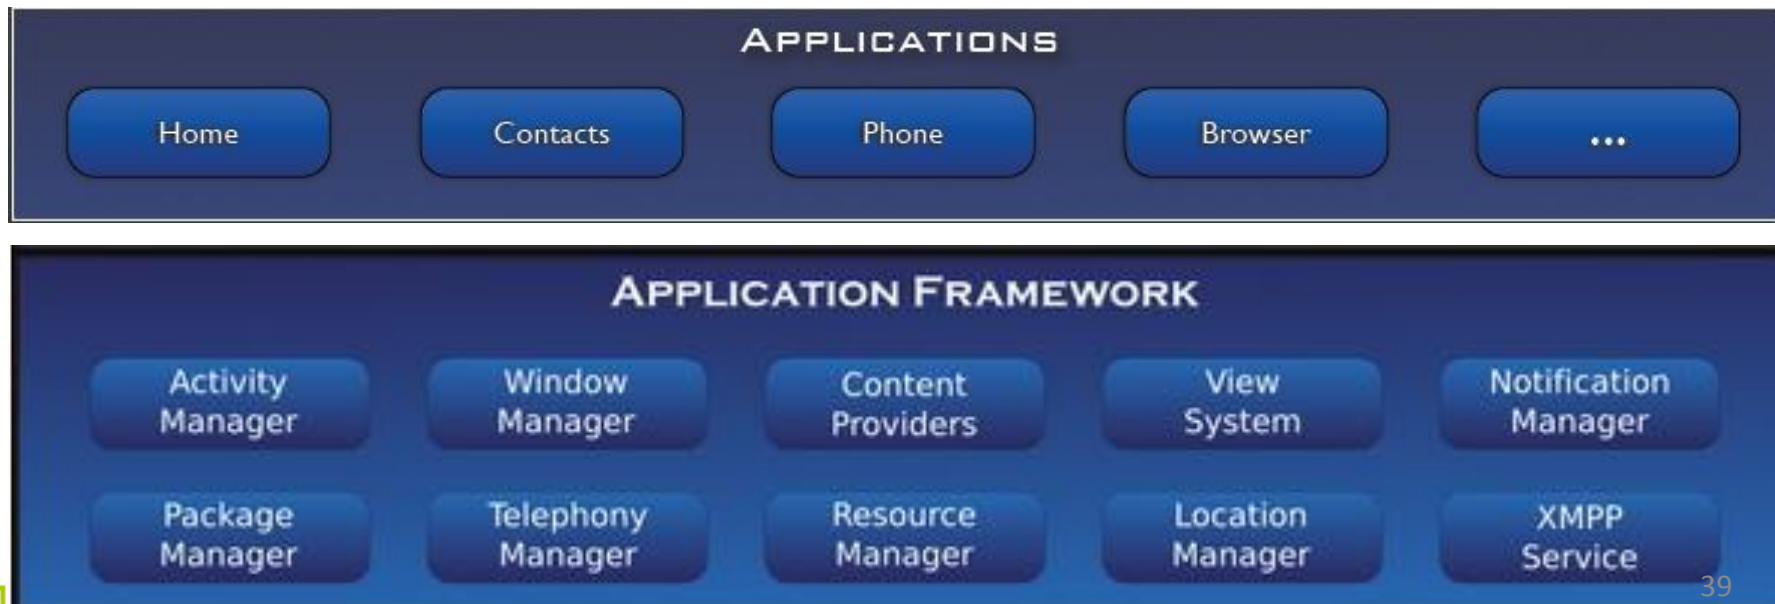 APPLICATIONS
Home Contacts Phone Browser ...
APPLICATION FRAMEWORK
Activity Manager
Window Manager
Content Providers
View System
Notification Manager
Package Manager
Telephony Manager
Resource Manager
Location Manager
XMPP Service
39